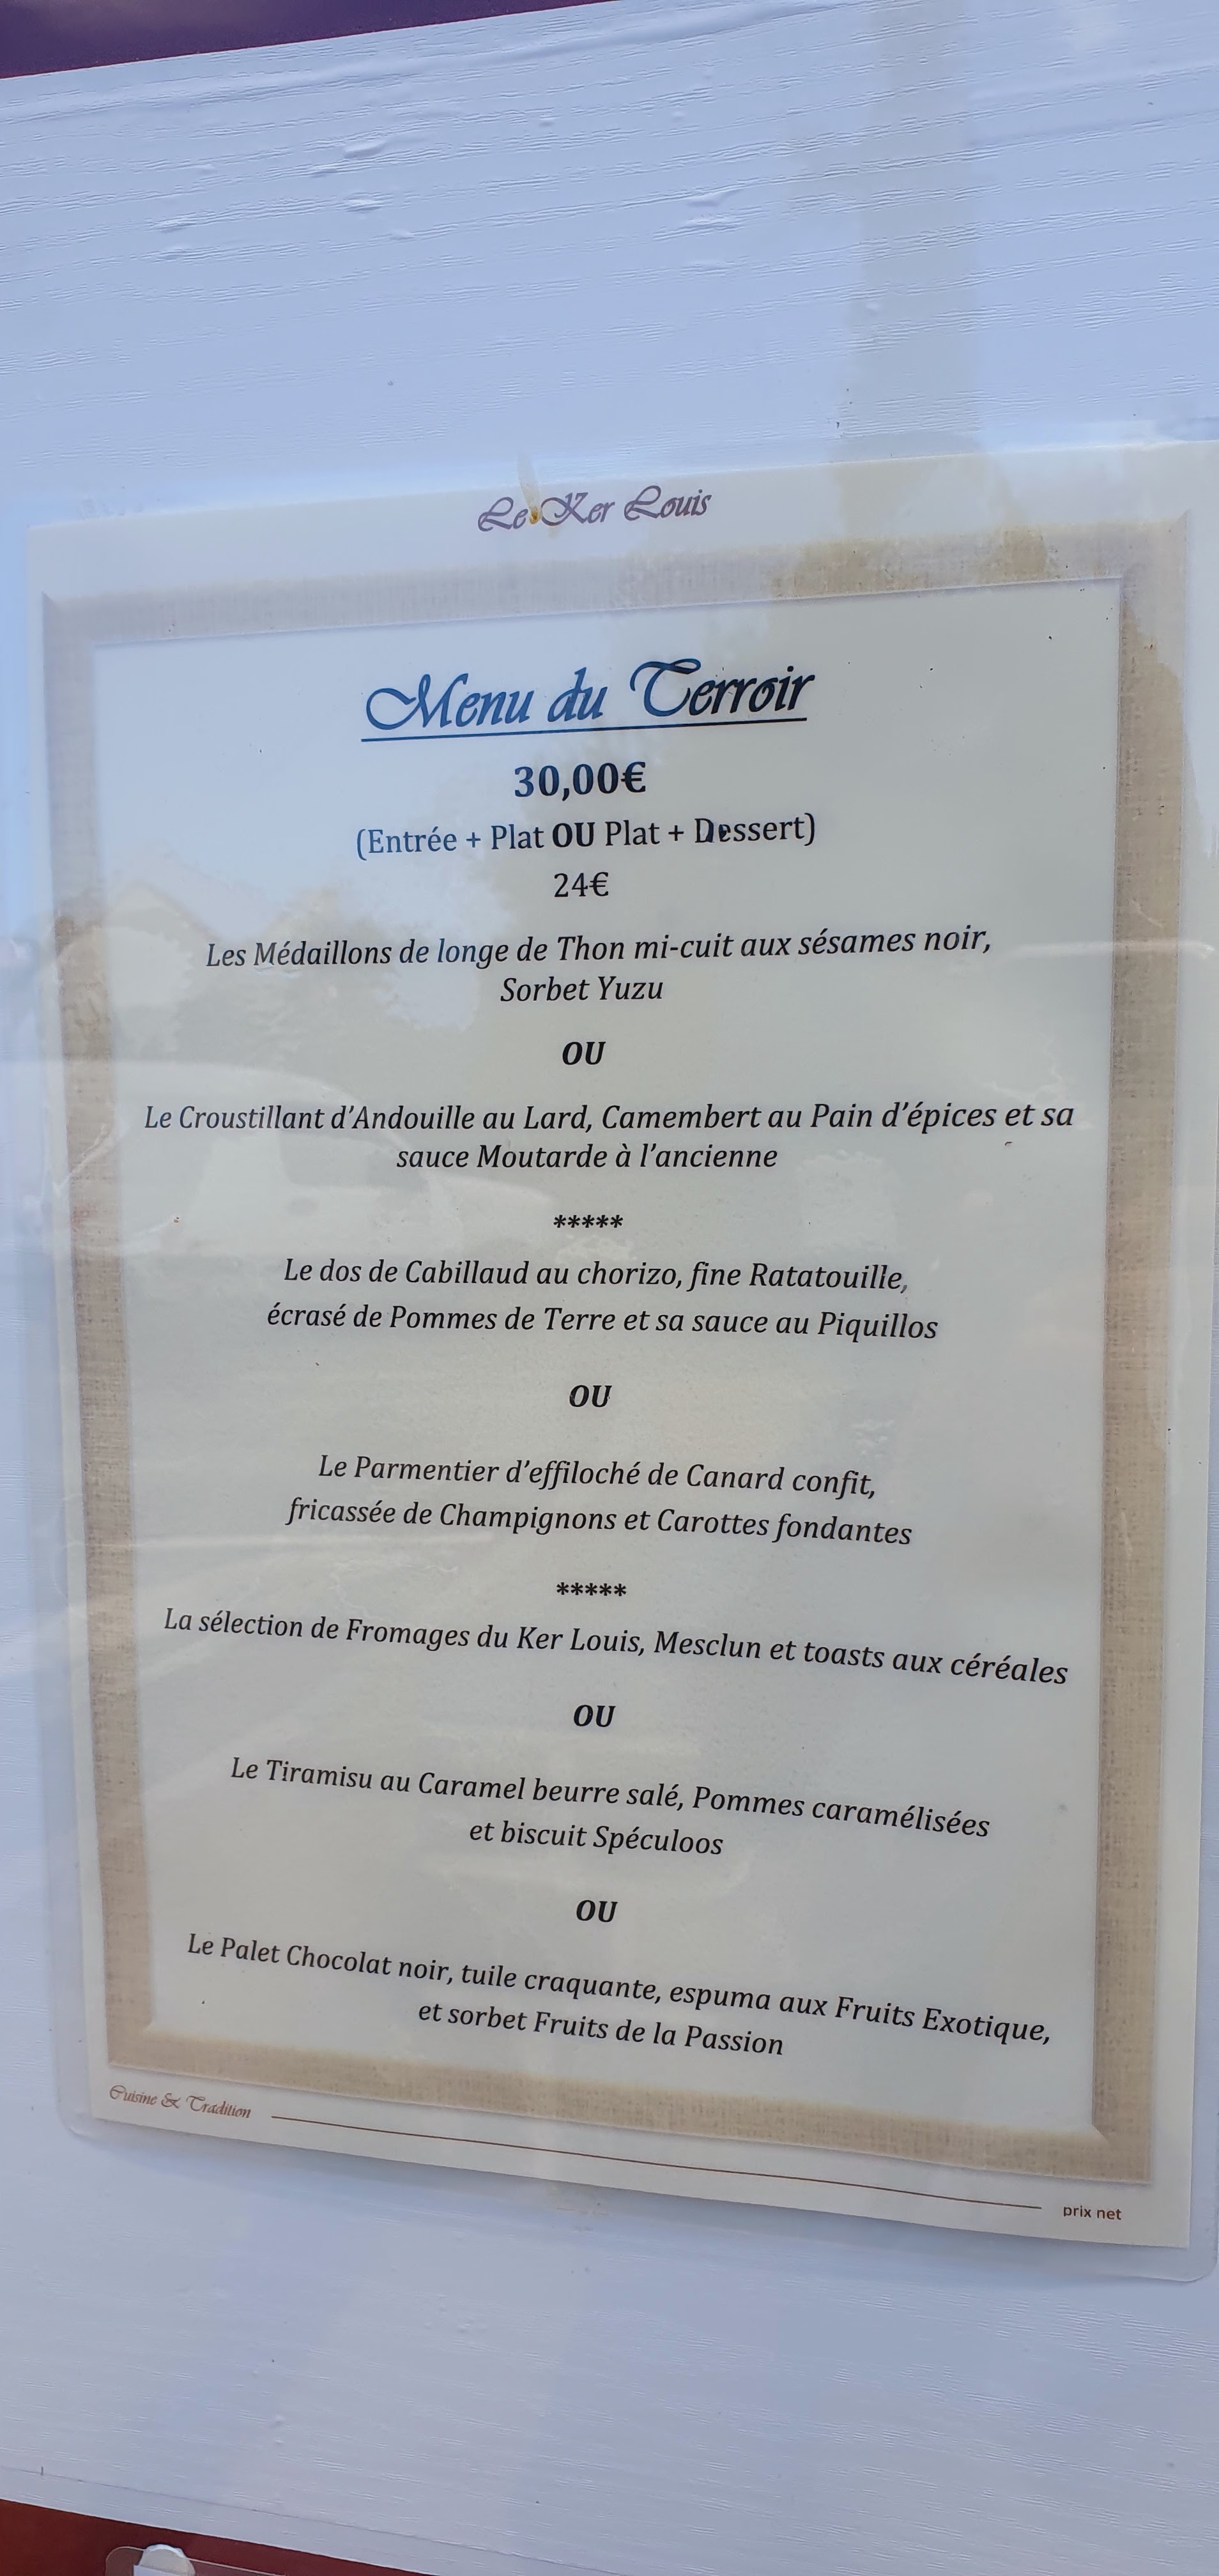 Le Ker Louis
Menu du Terroir
30,00€
(Entrée + Plat OU Plat + Dessert)
24€
Les Médaillons de longe de Thon mi-cuit aux sésames noir,
Sorbet Yuzu
OU
Le Croustillant d'Andouille au Lard, Camembert au Pain d'épices et sa
sauce Moutarde à l'ancienne
*****
Le dos de Cabillaud au chorizo, fine Ratatouille,
écrasé de Pommes de Terre et sa sauce au Piquillos
OU
Le Parmentier d'effiloché de Canard confit,
fricassée de Champignons et Carottes fondantes
*****
La sélection de Fromages du Ker Louis, Mesclun et toasts aux céréales
OU
Le Tiramisu au Caramel beurre salé, Pommes caramélisées
et biscuit Spéculoos
OU
Le Palet Chocolat noir, tuile craquante, espuma aux Fruits Exotique,
et sorbet Fruits de la Passion
Cuisine & Tradition
prix net